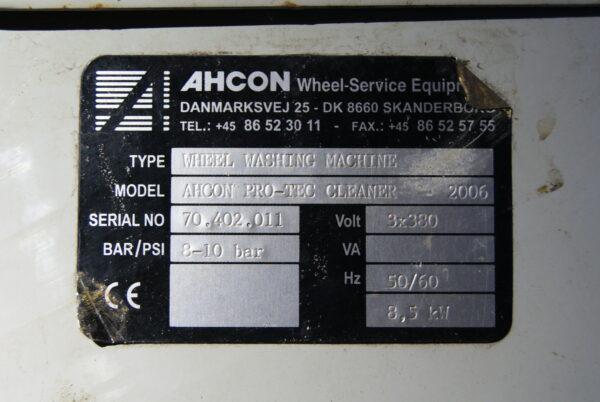 AHCON Wheel-Service Equip
DANMARKSVEJ 25 - DK 8660 SKANDERBORG
TEL.: +45 86 52 30 11 - FAX.: +45 86 52 57 55
TYPE WHEEL WASHING MACHINE
MODEL AHCON PRO-TEC CLEANER - 2006
SERIAL NO 70.402.011 Volt 3x380
BAR/PSI 8-10 bar VA
Hz 50/60
CE 8,5 kW